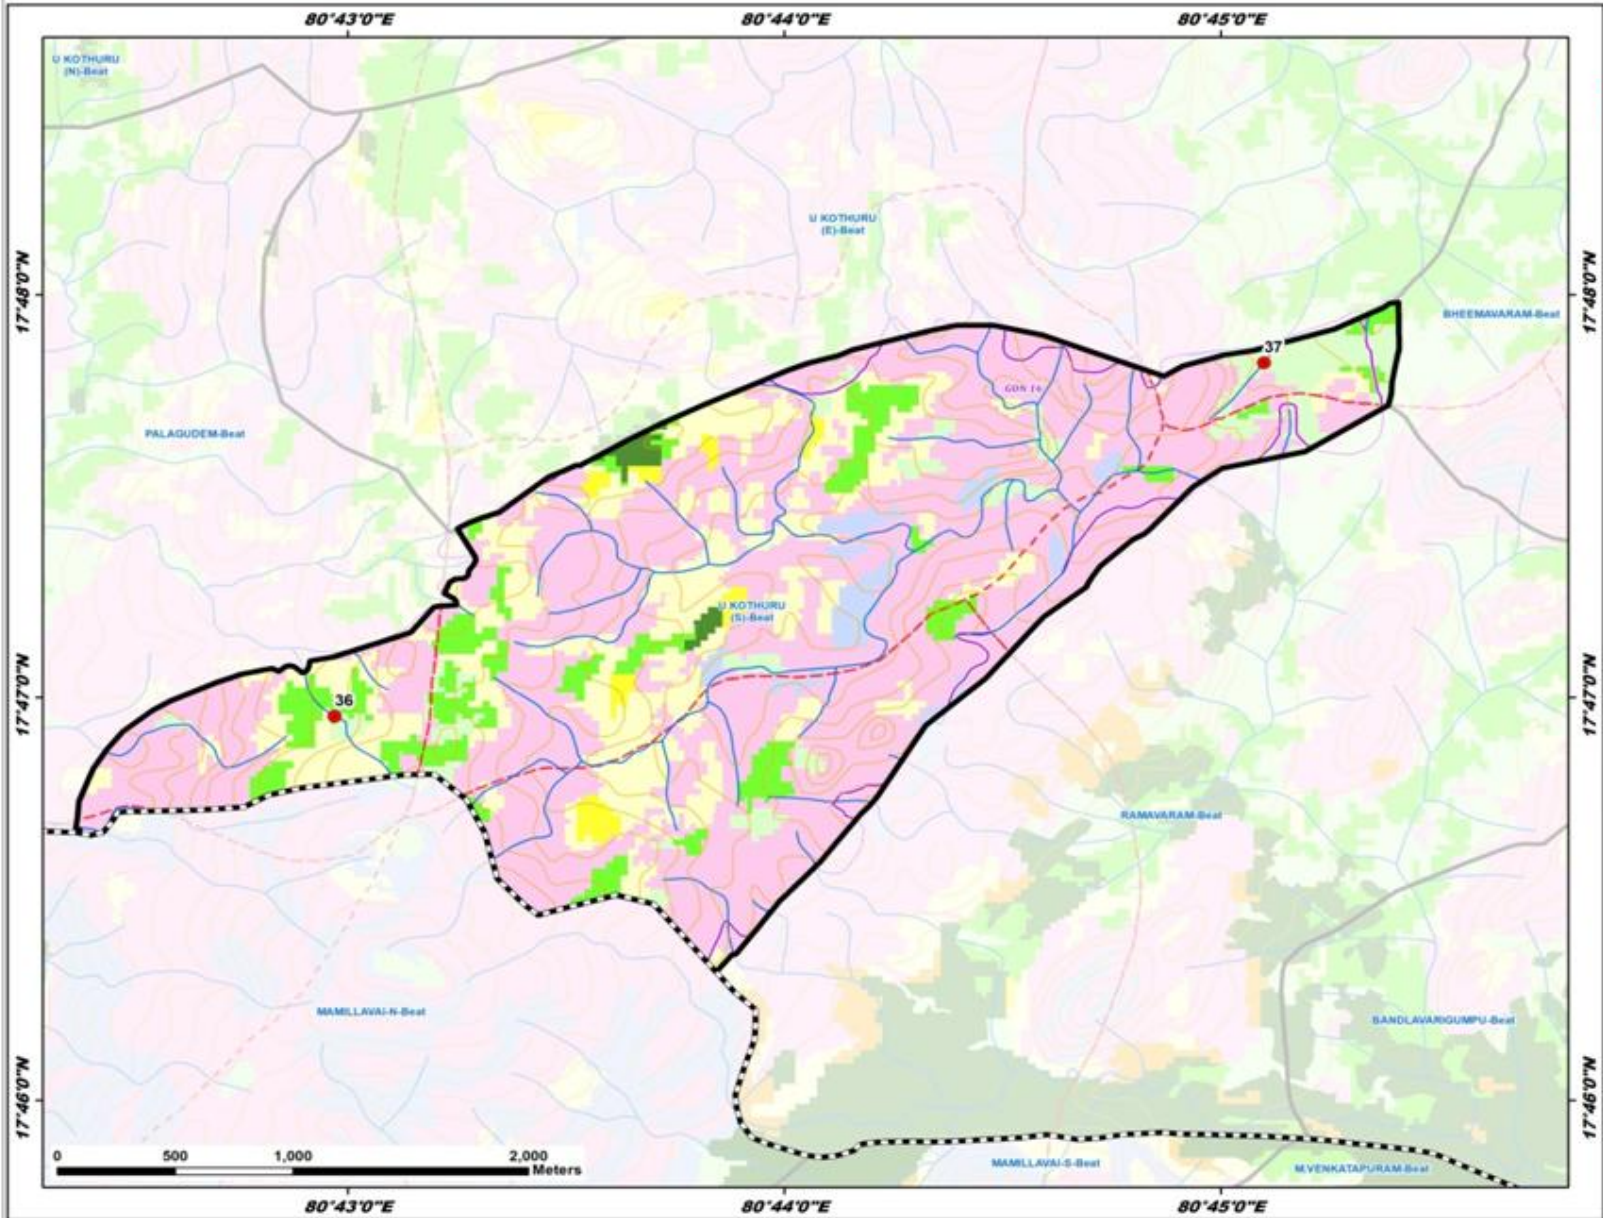 80°43'0"E
80°44'0"E
80°45'0"E
U KOTHURU
(N)-Beat
U KOTHURU
(E)-Beat
17°48'0"N
17°48'0"N
BHEEMAVARAM-Beat
37
GDN 16
PALAGUDEM-Beat
U KOTHURU
(S)-Beat
17°47'0"N
17°47'0"N
36
RAMAVARAM-Beat
MAMILLAVAI-N-Beat
BANDLAVARIGUMPU-Beat
17°46'0"N
17°46'0"N
0 500 1,000 2,000
Meters
MAMILLAVAI-S-Beat
M.VENKATAPURAM-Beat
80°43'0"E
80°44'0"E
80°45'0"E